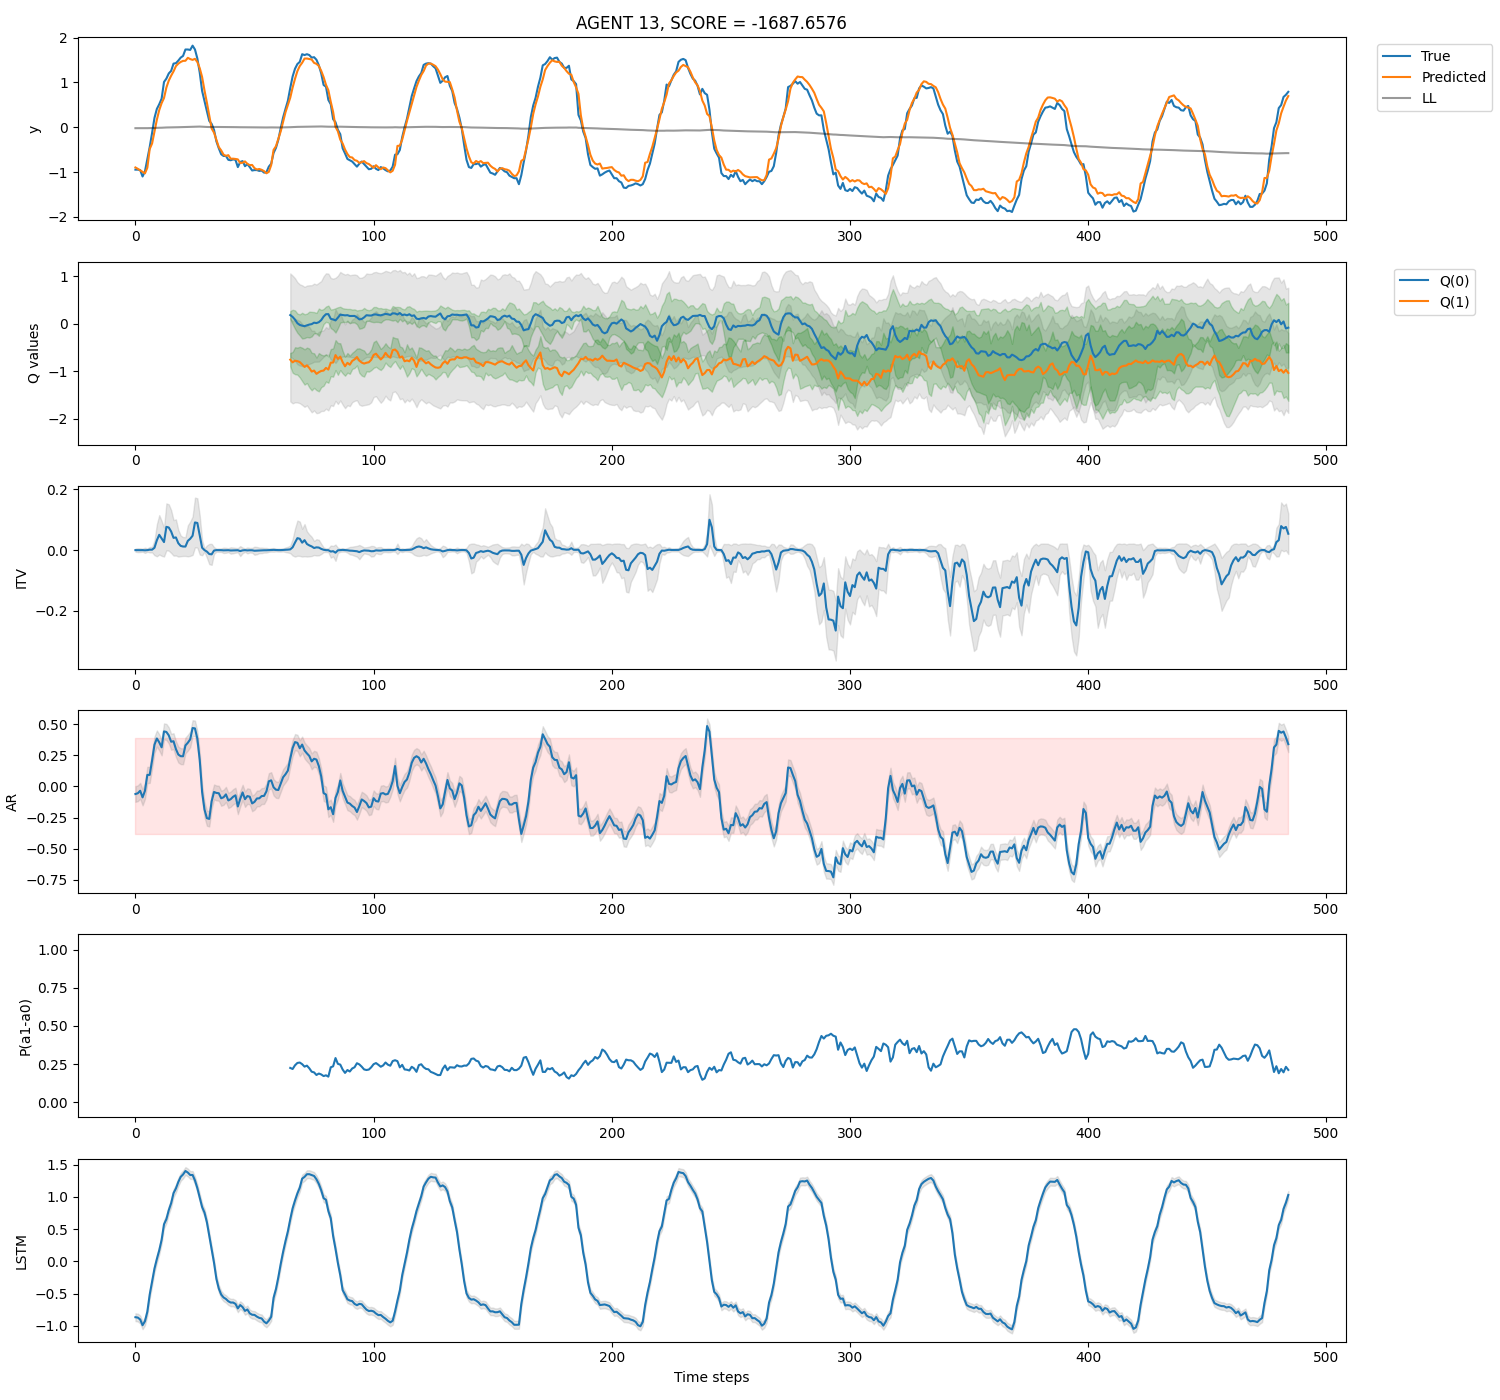 AGENT 13, SCORE = -1687.6576
2
1
0
−1
−2
y
0 100 200 300 400 500
True
Predicted
LL
1
0
−1
−2
Q values
0 100 200 300 400 500
Q(0)
Q(1)
0.2
0.0
−0.2
ITV
0 100 200 300 400 500
0.50
0.25
0.00
−0.25
−0.50
−0.75
AR
0 100 200 300 400 500
1.00
0.75
0.50
0.25
0.00
P(a1-a0)
0 100 200 300 400 500
1.5
1.0
0.5
0.0
−0.5
−1.0
LSTM
0 100 200 300 400 500
Time steps